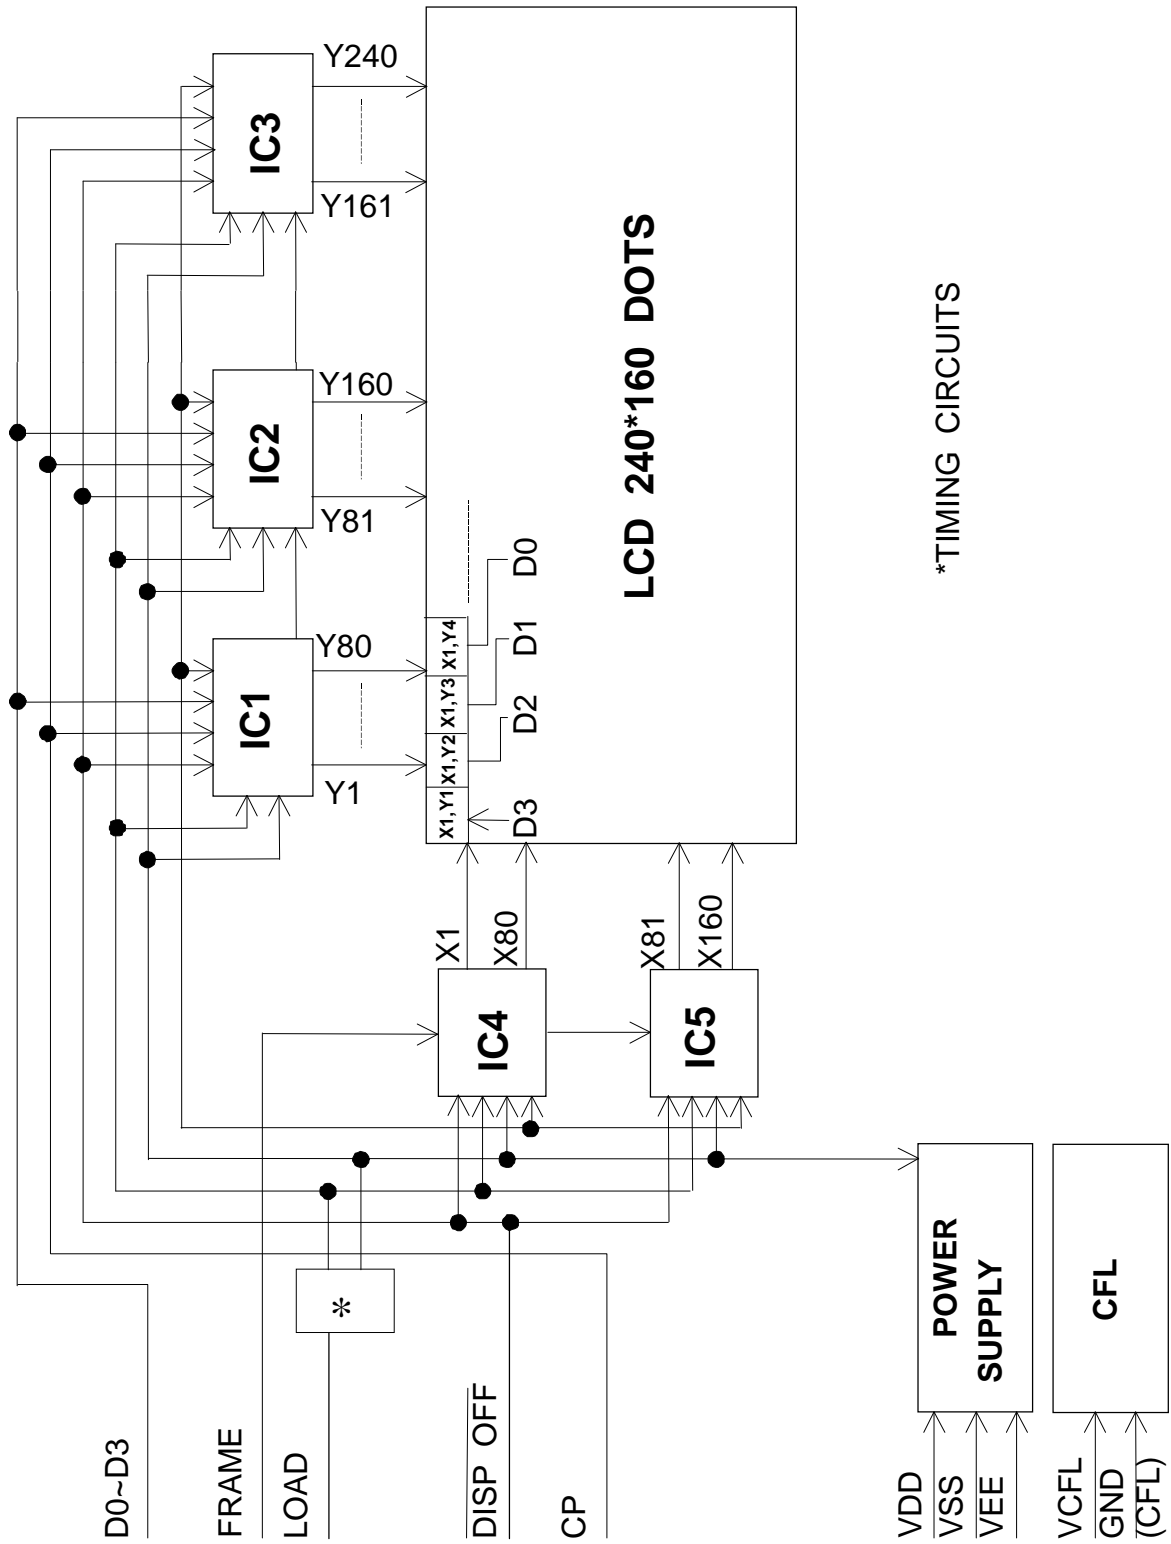 D0~D3
FRAME
LOAD
DISP OFF
CP
VDD
VSS
VEE
VCFL
GND
(CFL)
*
POWER
SUPPLY
CFL
IC4
IC5
X1
X80
X81
X160
IC1
IC2
IC3
Y1
Y80
Y81
Y160
Y161
Y240
X1,Y1
X1,Y2
X1,Y3
X1,Y4
D3
D2
D1
D0
LCD 240*160 DOTS
*TIMING CIRCUITS